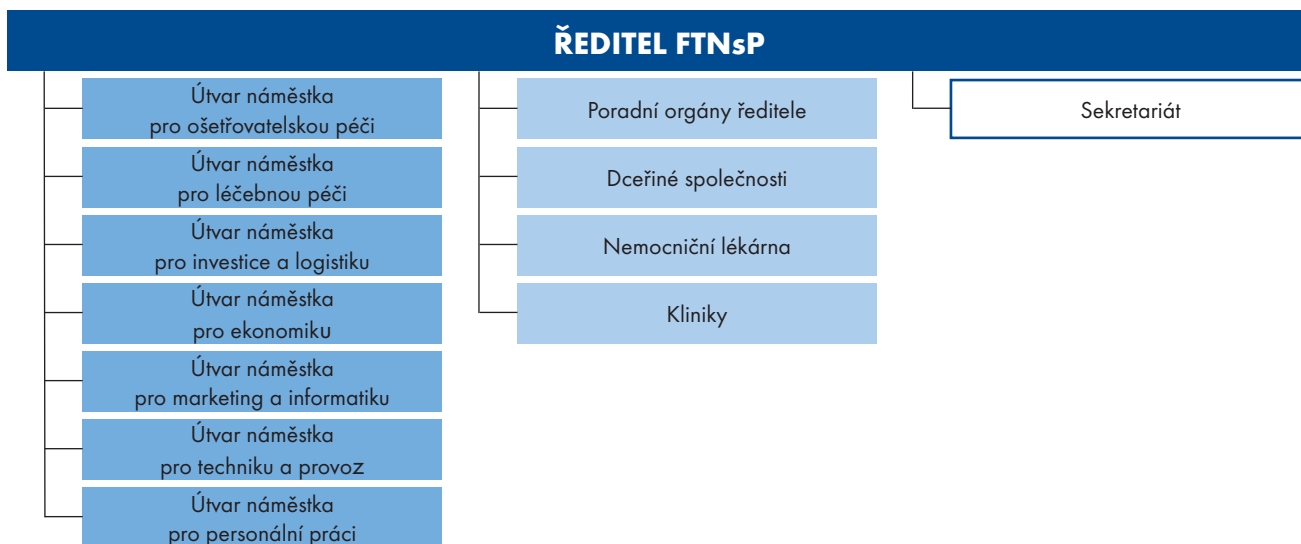 ŘEDITEL FTNsP
Útvar náměstka
pro ošetřovatelskou péči
Útvar náměstka
pro léčebnou péči
Útvar náměstka
pro investice a logistiku
Útvar náměstka
pro ekonomiku
Útvar náměstka
pro marketing a informatiku
Útvar náměstka
pro techniku a provoz
Útvar náměstka
pro personální práci
Poradní orgány ředitele
Dceřiné společnosti
Nemocniční lékárna
Kliniky
Sekretariát